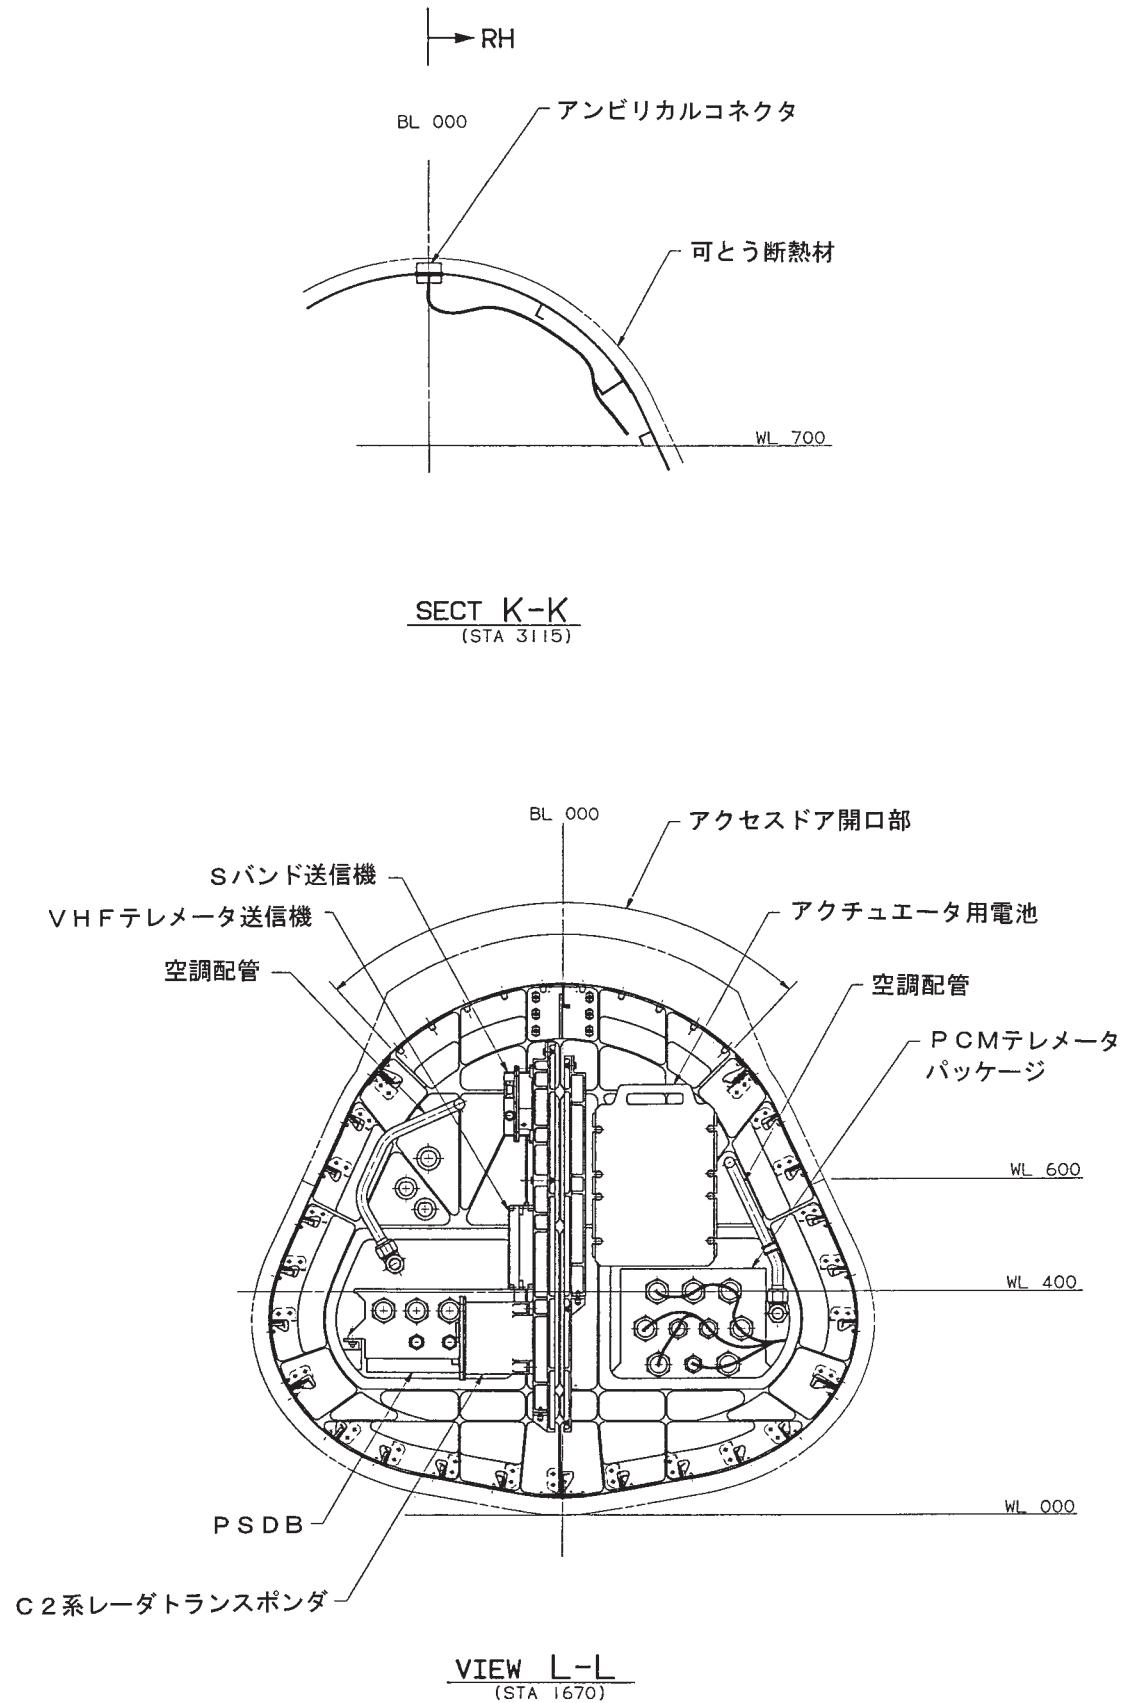 RH
アンビリカルコネクタ
BL 000
可とう断熱材
WL 700
SECT K-K
(STA 3115)
BL 000
アクセスドア開口部
Sバンド送信機
VHFテレメータ送信機
アクチュエータ用電池
空調配管
空調配管
PCMテレメータ
パッケージ
WL 600
WL 400
WL 000
PSDB
C2系レーダトランスポンダ
VIEW L-L
(STA 1670)